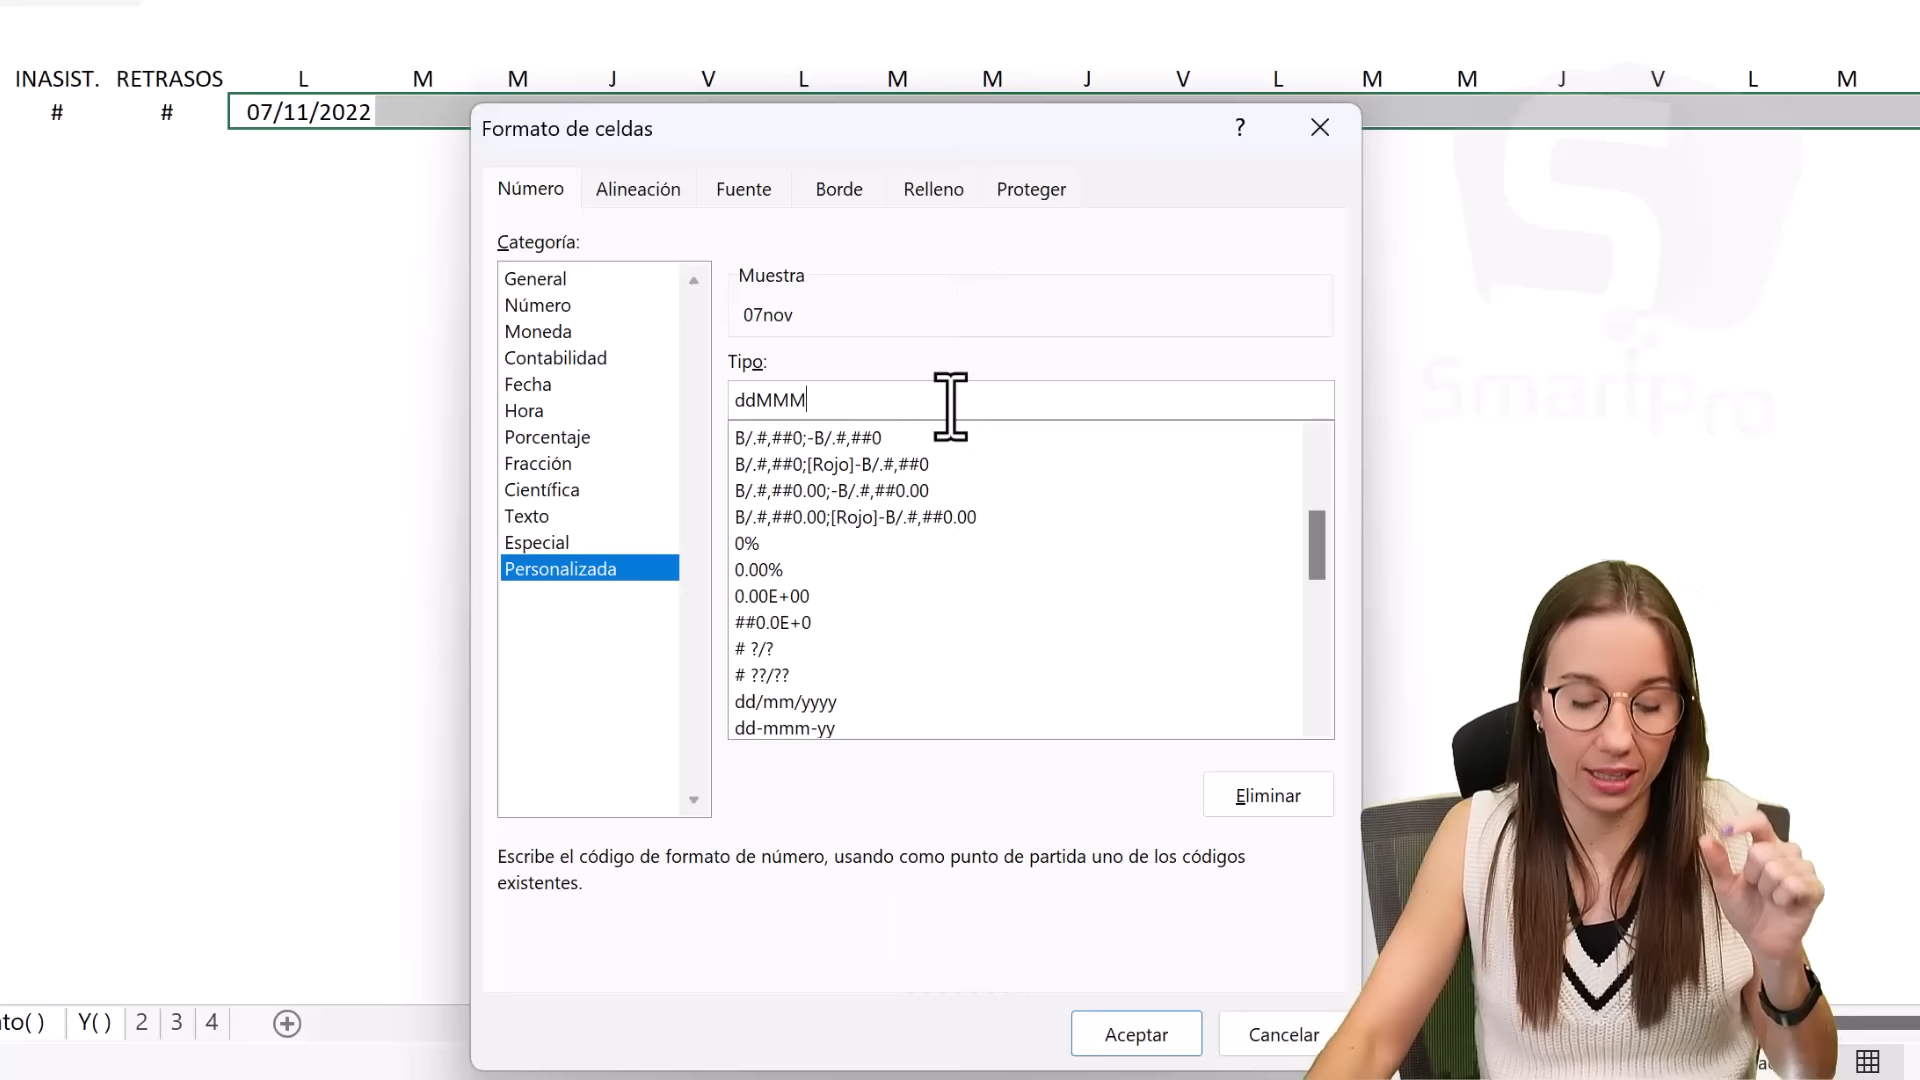 INASIST. RETRASOS L M M J V L M M J V L M M J V L M
# # 07/11/2022
Formato de celdas ?
Número Alineación Fuente Borde Relleno Proteger
Categoría:
General
Número
Moneda
Contabilidad
Fecha
Hora
Porcentaje
Fracción
Científica
Texto
Especial
Personalizada
Muestra
07nov
Tipo:
ddMMM
B/.#,##0;-B/.#,##0
B/.#,##0;[Rojo]-B/.#,##0
B/.#,##0.00;-B/.#,##0.00
B/.#,##0.00;[Rojo]-B/.#,##0.00
0%
0.00%
0.00E+00
##0.0E+0
# ?/?
# ??/??
dd/mm/yyyy
dd-mmm-yy
Eliminar
Escribe el código de formato de número, usando como punto de partida uno de los códigos
existentes.
Aceptar Cancelar
SmartPro
to( ) Y( ) 2 3 4